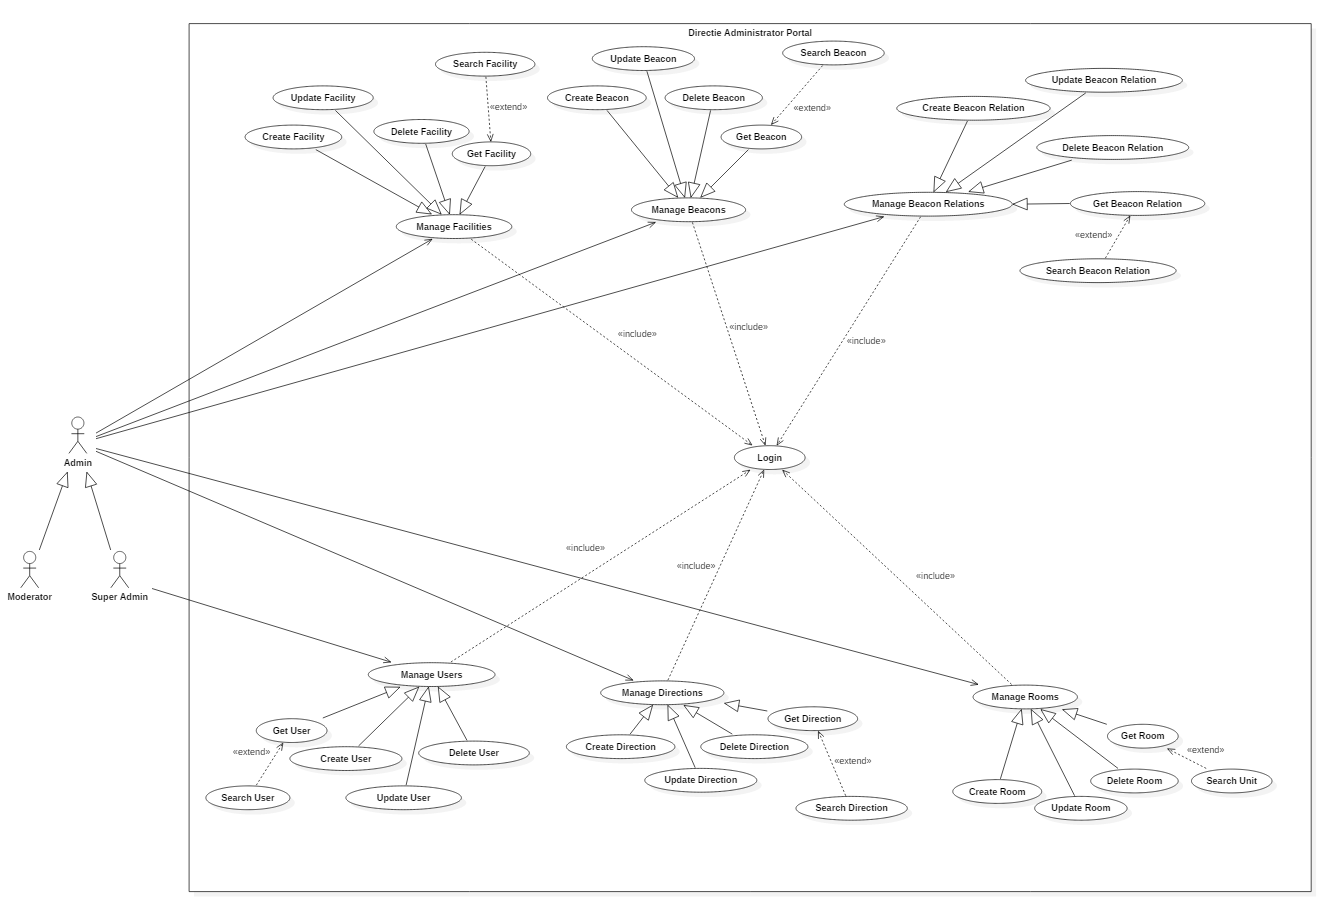 Directie Administrator Portal
Search Beacon
Update Beacon
Search Facility
Update Beacon Relation
Update Facility
Create Beacon
Delete Beacon
«extend»
«extend»
Create Beacon Relation
Create Facility
Delete Facility
Get Beacon
Get Facility
Delete Beacon Relation
Manage Facilities
Manage Beacons
Manage Beacon Relations
Get Beacon Relation
«extend»
Search Beacon Relation
«include»
«include»
«include»
Admin
Login
«include»
«include»
«include»
Moderator
Super Admin
Manage Users
Manage Directions
Manage Rooms
Get User
Get Direction
Get Room
«extend»
Create User
Delete User
Create Direction
Delete Direction
«extend»
«extend»
Search User
Update User
Update Direction
Search Direction
Create Room
Update Room
Delete Room
Search Unit